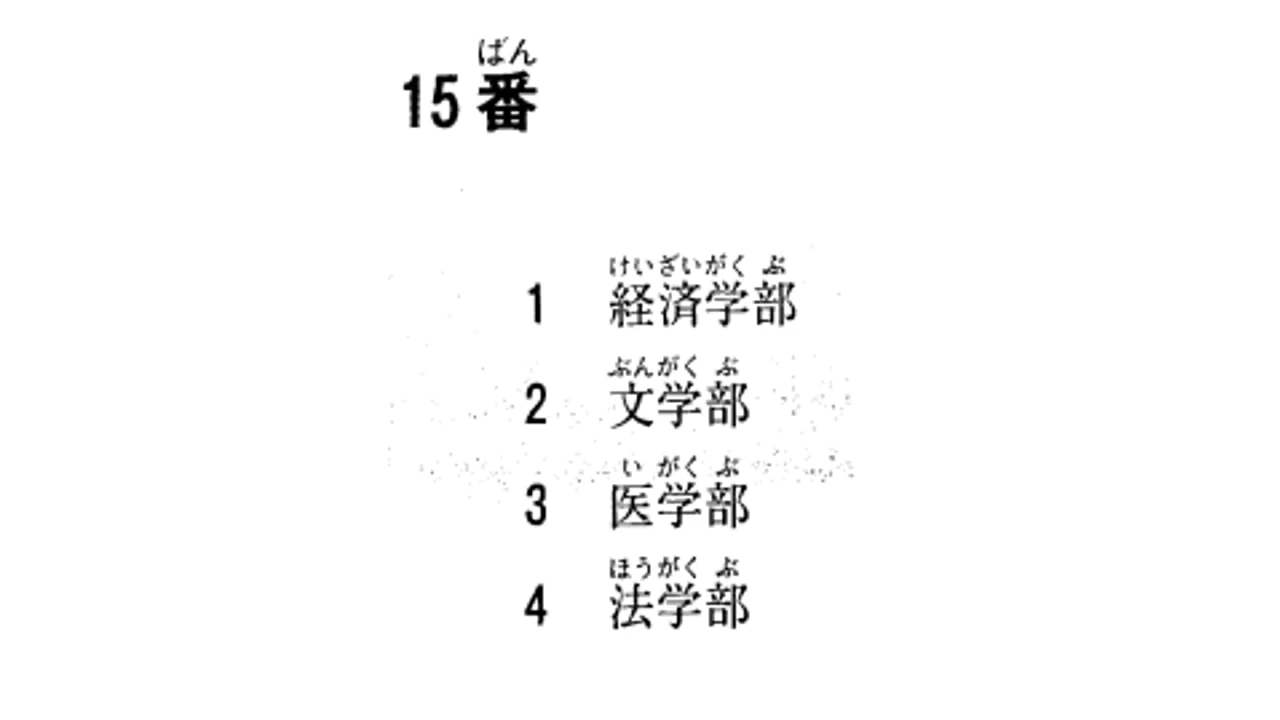 ばん
15 番
けいざいがく ぶ
1 経済学部
ぶんがく ぶ
2 文学部
い がく ぶ
3 医学部
ほうがく ぶ
4 法学部